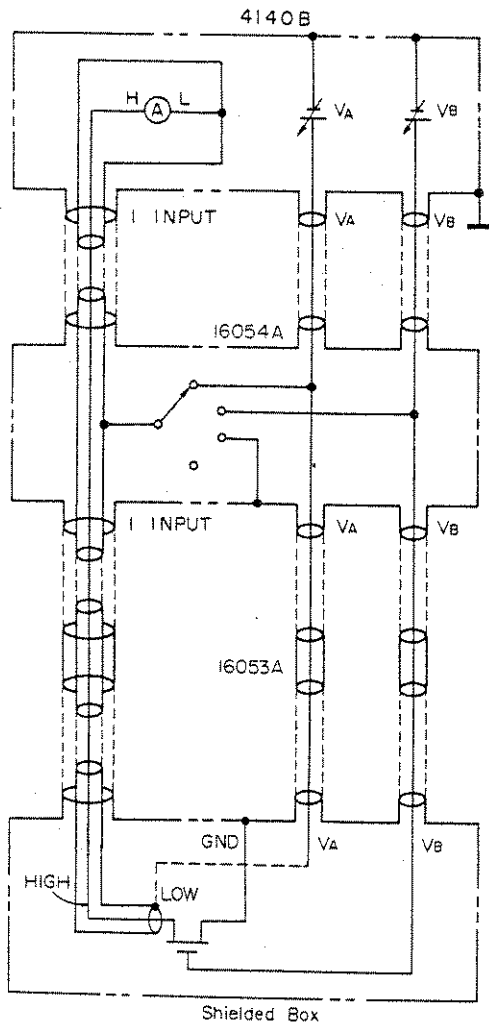 4140B
H A L
VA
VB
I INPUT
VA
VB
16054A
I INPUT
VA
VB
16053A
GND
VA
VB
HIGH
LOW
Shielded Box